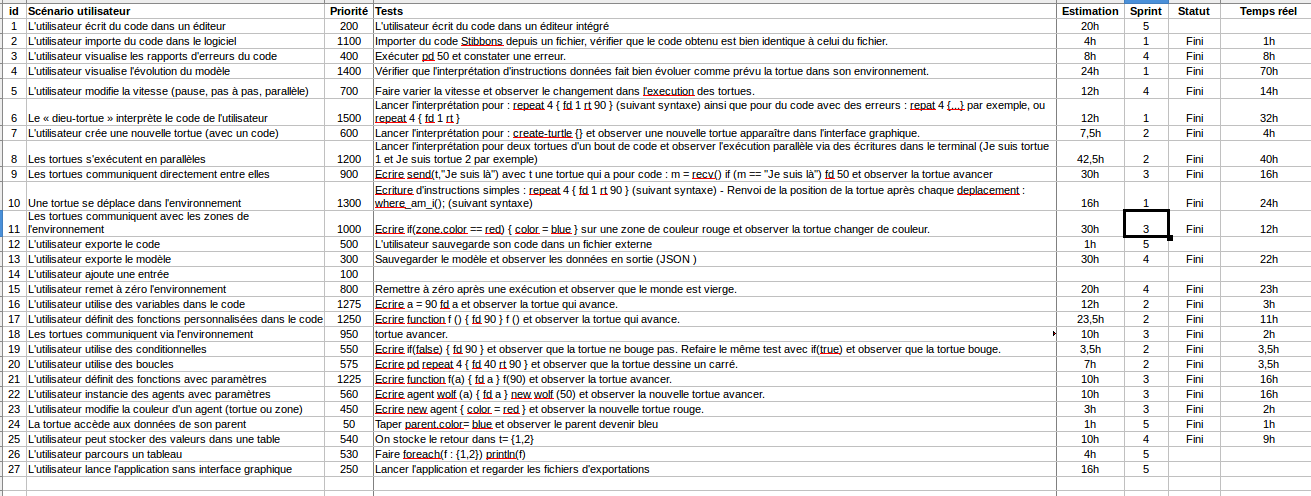 id Scénario utilisateur Priorité Tests Estimation Sprint Statut Temps réel
1 L'utilisateur écrit du code dans un éditeur 200 L'utilisateur écrit du code dans un éditeur intégré 20h 5
2 L'utilisateur importe du code dans le logiciel 1100 Importer du code Stibbons depuis un fichier, vérifier que le code obtenu est bien identique à celui du fichier. 4h 1 Fini 1h
3 L'utilisateur visualise les rapports d'erreurs du code 400 Exécuter pd 50 et constater une erreur. 8h 4 Fini 8h
4 L'utilisateur visualise l'évolution du modèle 1400 Vérifier que l'interprétation d'instructions données fait bien évoluer comme prévu la tortue dans son environnement. 24h 1 Fini 70h
5 L'utilisateur modifie la vitesse (pause, pas à pas, parallèle) 700 Faire varier la vitesse et observer le changement dans l'execution des tortues. 12h 4 Fini 14h
Lancer l'interprétation pour : repeat 4 { fd 1 rt 90 } (suivant syntaxe) ainsi que pour du code avec des erreurs : repat 4 {...} par exemple, ou
6 Le « dieu-tortue » interprète le code de l'utilisateur 1500 repeat 4 { fd 1 rt } 12h 1 Fini 32h
7 L'utilisateur crée une nouvelle tortue (avec un code) 600 Lancer l'interprétation pour : create-turtle {} et observer une nouvelle tortue apparaître dans l'interface graphique. 7,5h 2 Fini 4h
Lancer l'interprétation pour deux tortues d'un bout de code et observer l'exécution parallèle via des écritures dans le terminal (Je suis tortue
8 Les tortues s'exécutent en parallèles 1200 1 et Je suis tortue 2 par exemple) 42,5h 2 Fini 40h
9 Les tortues communiquent directement entre elles 900 Ecrire send(t,"Je suis là") avec t une tortue qui a pour code : m = recv() if (m == "Je suis là") fd 50 et observer la tortue avancer 30h 3 Fini 16h
Ecriture d'instructions simples : repeat 4 { fd 1 rt 90 } (suivant syntaxe) - Renvoi de la position de la tortue après chaque deplacement :
10 Une tortue se déplace dans l'environnement 1300 where_am_i(); (suivant syntaxe) 16h 1 Fini 24h
Les tortues communiquent avec les zones de
11 l'environnement 1000 Ecrire if(zone.color == red) { color = blue } sur une zone de couleur rouge et observer la tortue changer de couleur. 30h 3 Fini 12h
12 L'utilisateur exporte le code 500 L'utilisateur sauvegarde son code dans un fichier externe 1h 5
13 L'utilisateur exporte le modèle 300 Sauvegarder le modèle et observer les données en sortie (JSON ) 30h 4 Fini 22h
14 L'utilisateur ajoute une entrée 100
15 L'utilisateur remet à zéro l'environnement 800 Remettre à zéro après une exécution et observer que le monde est vierge. 20h 4 Fini 23h
16 L'utilisateur utilise des variables dans le code 1275 Ecrire a = 90 fd a et observer la tortue qui avance. 12h 2 Fini 3h
17 L'utilisateur définit des fonctions personnalisées dans le code 1250 Ecrire function f () { fd 90 } f () et observer la tortue qui avance. 23,5h 2 Fini 11h
18 Les tortues communiquent via l'environnement 950 tortue avancer. 10h 3 Fini 2h
19 L'utilisateur utilise des conditionnelles 550 Ecrire if(false) { fd 90 } et observer que la tortue ne bouge pas. Refaire le même test avec if(true) et observer que la tortue bouge. 3,5h 2 Fini 3,5h
20 L'utilisateur utilise des boucles 575 Ecrire pd repeat 4 { fd 40 rt 90 } et observer que la tortue dessine un carré. 7h 2 Fini 3,5h
21 L'utilisateur définit des fonctions avec paramètres 1225 Ecrire function f(a) { fd a } f(90) et observer la tortue avancer. 10h 3 Fini 16h
22 L'utilisateur instancie des agents avec paramètres 560 Ecrire agent wolf (a) { fd a } new wolf (50) et observer la nouvelle tortue avancer. 10h 3 Fini 16h
23 L'utilisateur modifie la couleur d'un agent (tortue ou zone) 450 Ecrire new agent { color = red } et observer la nouvelle tortue rouge. 3h 3 Fini 2h
24 La tortue accède aux données de son parent 50 Taper parent.color= blue et observer le parent devenir bleu 1h 5 Fini 1h
25 L'utilisateur peut stocker des valeurs dans une table 540 On stocke le retour dans t= {1,2} 10h 4 Fini 9h
26 L'utilisateur parcours un tableau 530 Faire foreach(f : {1,2}) println(f) 4h 5
27 L'utilisateur lance l'application sans interface graphique 250 Lancer l'application et regarder les fichiers d'exportations 16h 5